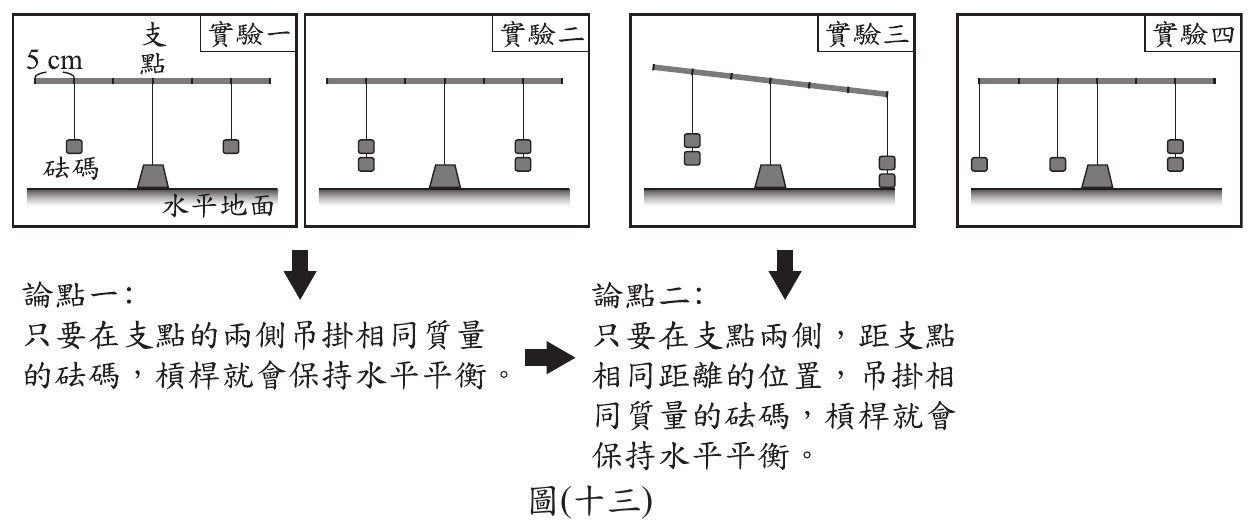 實驗一
支點
5 cm
砝碼
水平地面
實驗二
實驗三
實驗四
論點一：
只要在支點的兩側吊掛相同質量
的砝碼，槓桿就會保持水平平衡。
論點二：
只要在支點兩側，距支點
相同距離的位置，吊掛相
同質量的砝碼，槓桿就會
保持水平平衡。
圖(十三)